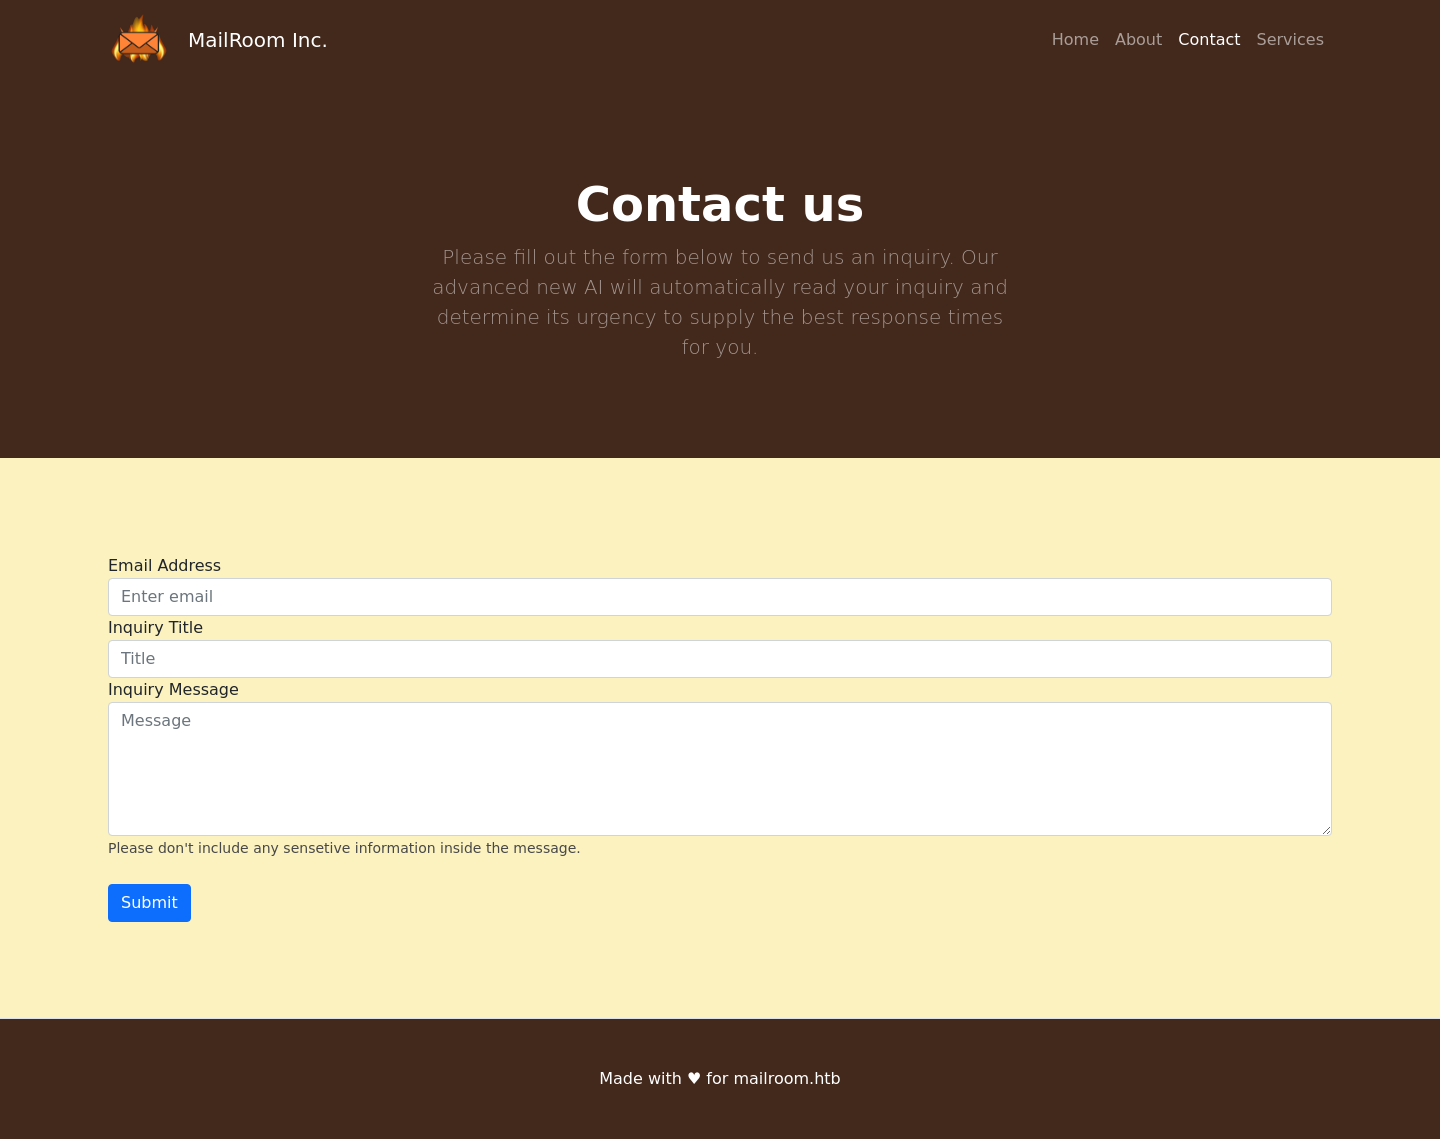 MailRoom Inc.
Home About Contact Services
Contact us
Please fill out the form below to send us an inquiry. Our
advanced new AI will automatically read your inquiry and
determine its urgency to supply the best response times
for you.
Email Address
Enter email
Inquiry Title
Title
Inquiry Message
Message
Please don't include any sensetive information inside the message.
Submit
Made with ♥ for mailroom.htb